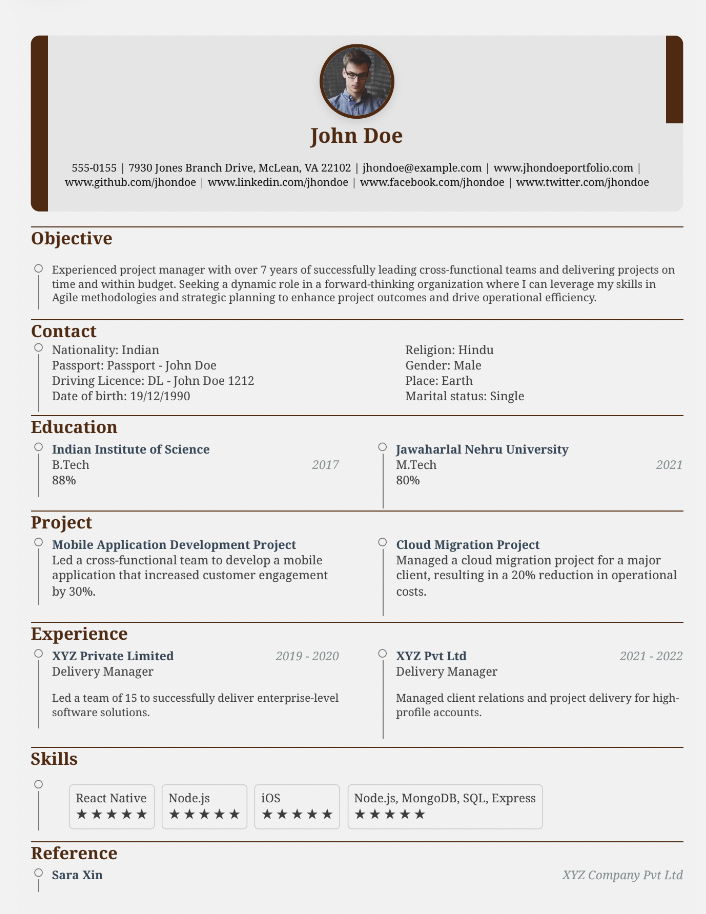 John Doe
555-0155 | 7930 Jones Branch Drive, McLean, VA 22102 | jhondoe@example.com | www.jhondoeportfolio.com |
www.github.com/jhondoe | www.linkedin.com/jhondoe | www.facebook.com/jhondoe | www.twitter.com/jhondoe
Objective
Experienced project manager with over 7 years of successfully leading cross-functional teams and delivering projects on
time and within budget. Seeking a dynamic role in a forward-thinking organization where I can leverage my skills in
Agile methodologies and strategic planning to enhance project outcomes and drive operational efficiency.
Contact
Nationality: Indian
Passport: Passport - John Doe
Driving Licence: DL - John Doe 1212
Date of birth: 19/12/1990
Religion: Hindu
Gender: Male
Place: Earth
Marital status: Single
Education
Indian Institute of Science
B.Tech 2017
88%
Jawaharlal Nehru University
M.Tech 2021
80%
Project
Mobile Application Development Project
Led a cross-functional team to develop a mobile
application that increased customer engagement
by 30%.
Cloud Migration Project
Managed a cloud migration project for a major
client, resulting in a 20% reduction in operational
costs.
Experience
XYZ Private Limited 2019 - 2020
Delivery Manager
Led a team of 15 to successfully deliver enterprise-level
software solutions.
XYZ Pvt Ltd 2021 - 2022
Delivery Manager
Managed client relations and project delivery for high-
profile accounts.
Skills
React Native
★★★★★
Node.js
★★★★★
iOS
★★★★★
Node.js, MongoDB, SQL, Express
★★★★★
Reference
Sara Xin XYZ Company Pvt Ltd